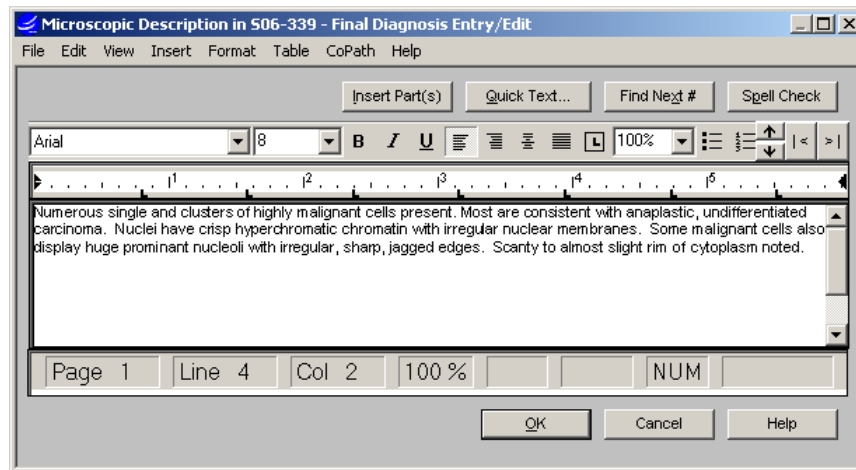 Microscopic Description in S06-339 - Final Diagnosis Entry/Edit
File Edit View Insert Format Table CoPath Help
Insert Part(s) Quick Text... Find Next # Spell Check
Arial 8 B I U L 100% |< >|
1 2 3 4 5
Numerous single and clusters of highly malignant cells present. Most are consistent with anaplastic, undifferentiated
carcinoma. Nuclei have crisp hyperchromatic chromatin with irregular nuclear membranes. Some malignant cells also
display huge prominant nucleoli with irregular, sharp, jagged edges. Scanty to almost slight rim of cytoplasm noted.
Page 1 Line 4 Col 2 100 % NUM
OK Cancel Help